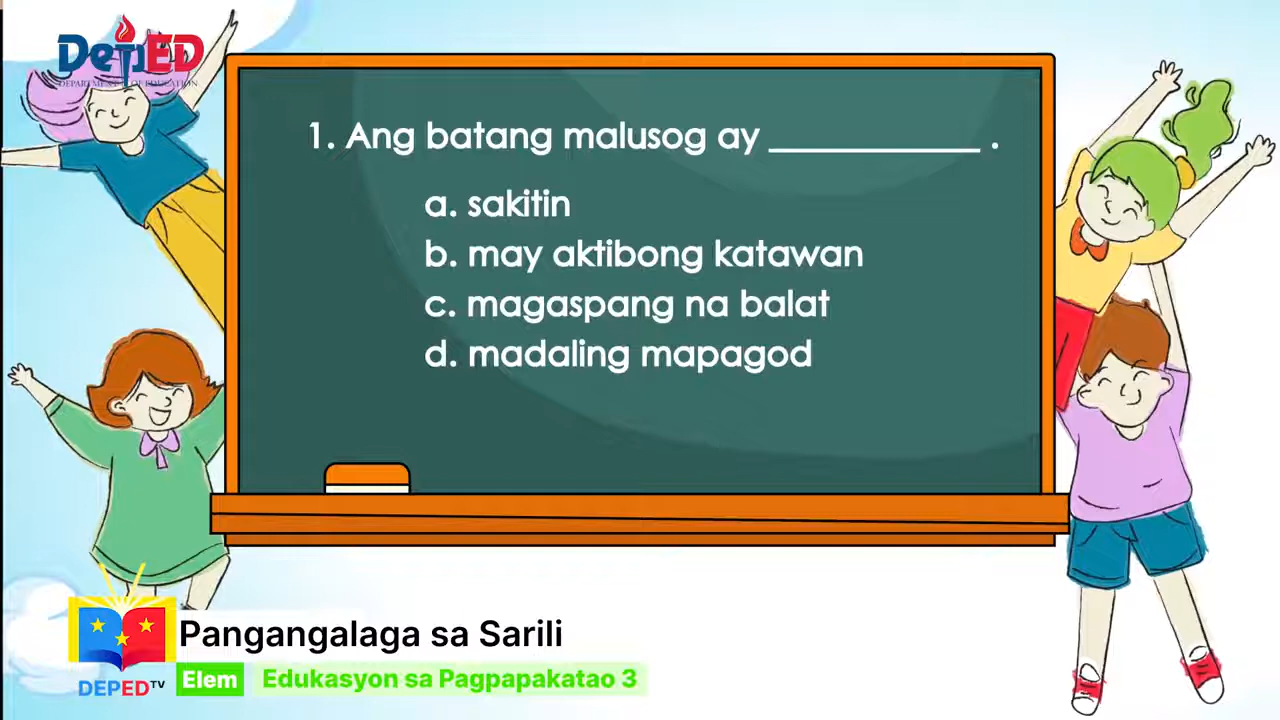 DepED
DEPARTMENT OF EDUCATION
1. Ang batang malusog ay ____________ .
a. sakitin
b. may aktibong katawan
c. magaspang na balat
d. madaling mapagod
Pangangalaga sa Sarili
Elem Edukasyon sa Pagpapakatao 3
DEPED TV